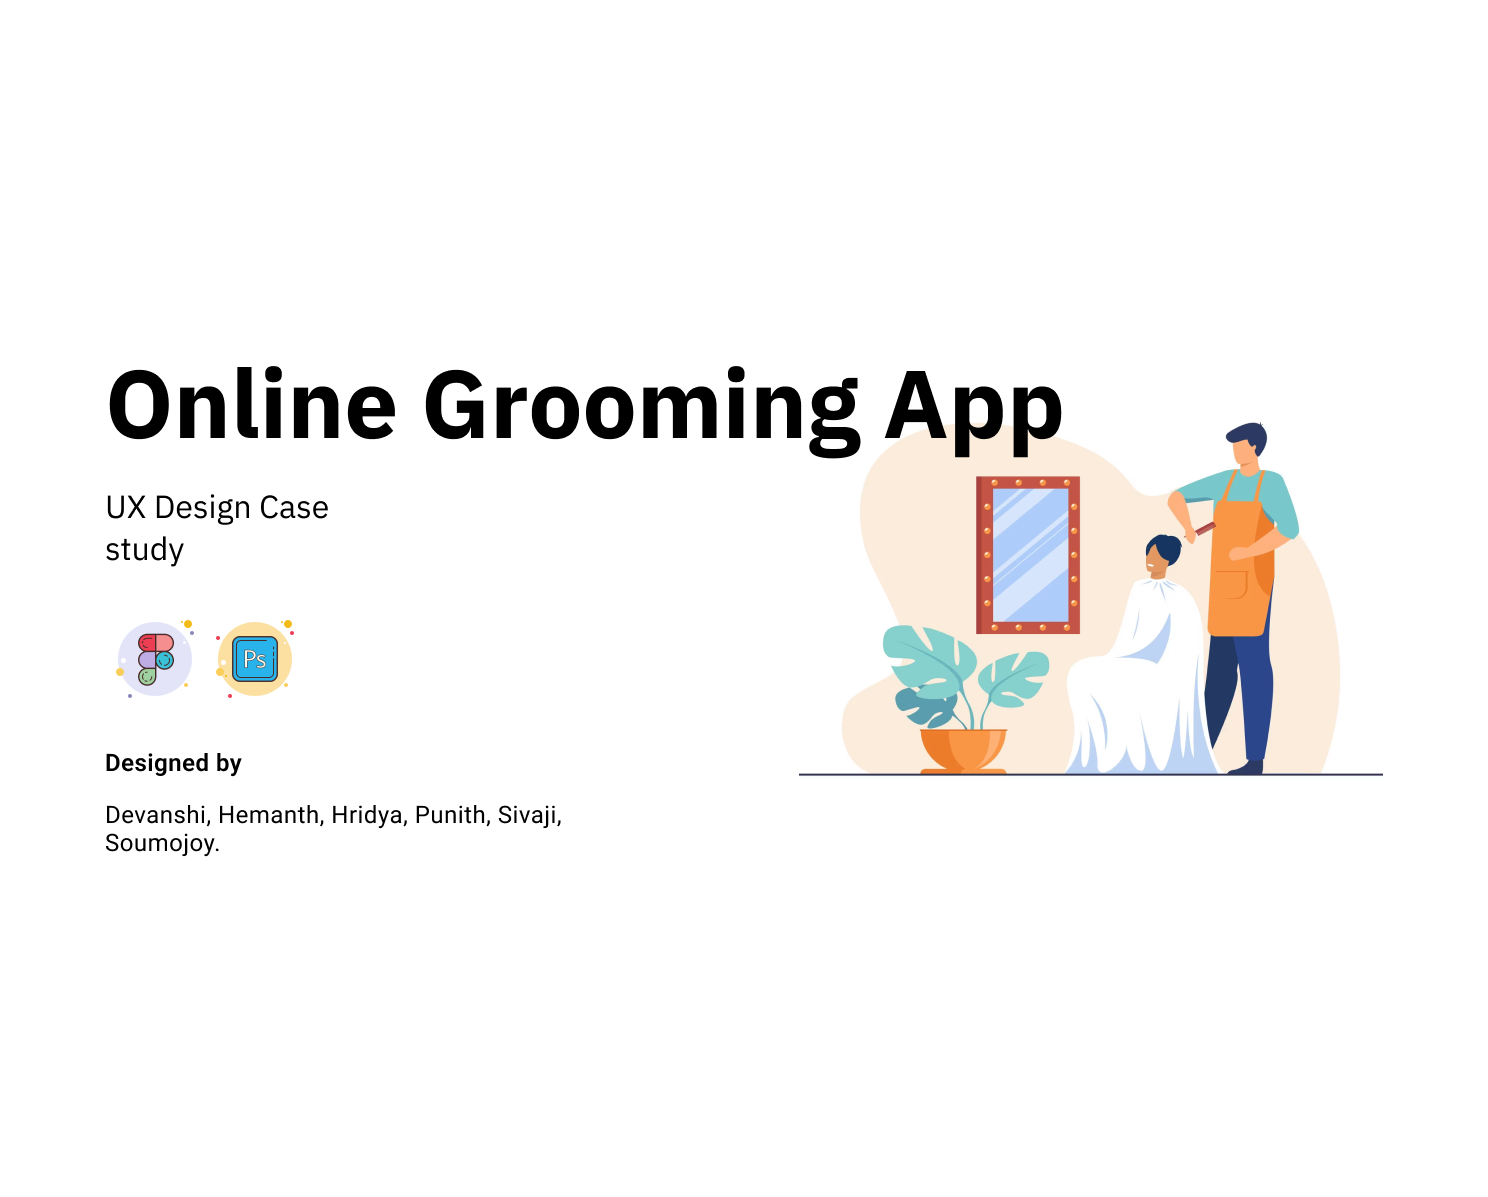 Online Grooming App
UX Design Case
study
Ps
Designed by
Devanshi, Hemanth, Hridya, Punith, Sivaji,
Soumojoy.